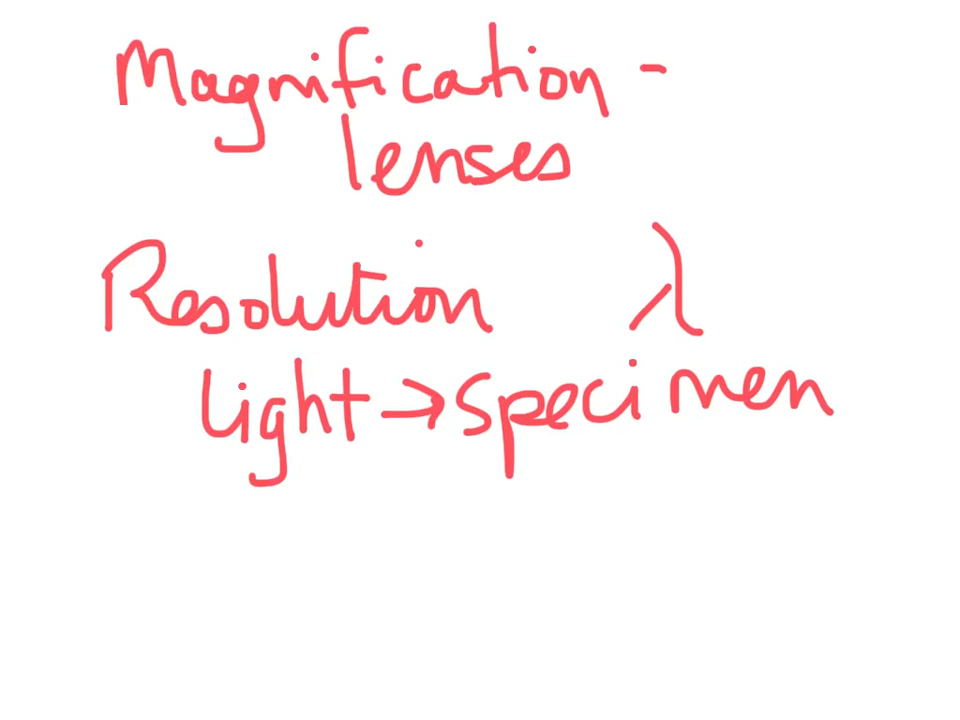 Magnification -
lenses
Resolution λ
light → specimen